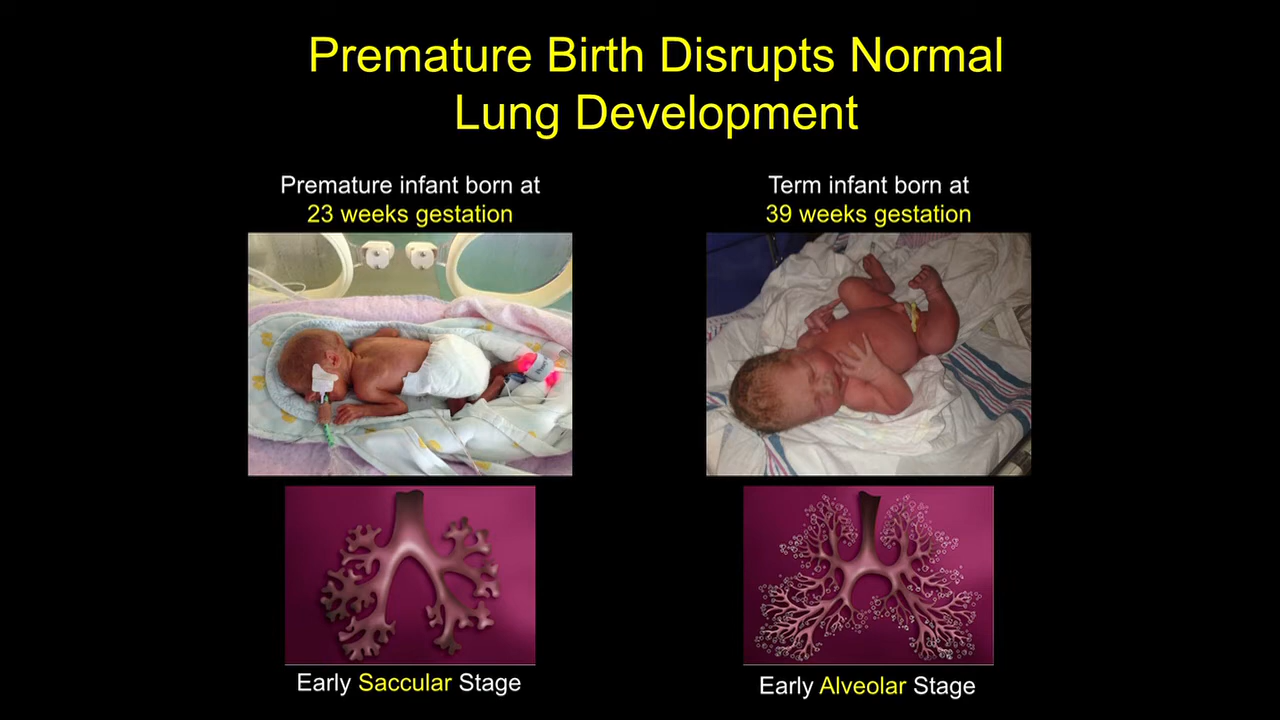 Premature Birth Disrupts Normal
Lung Development
Premature infant born at
23 weeks gestation
Term infant born at
39 weeks gestation
Early Saccular Stage
Early Alveolar Stage